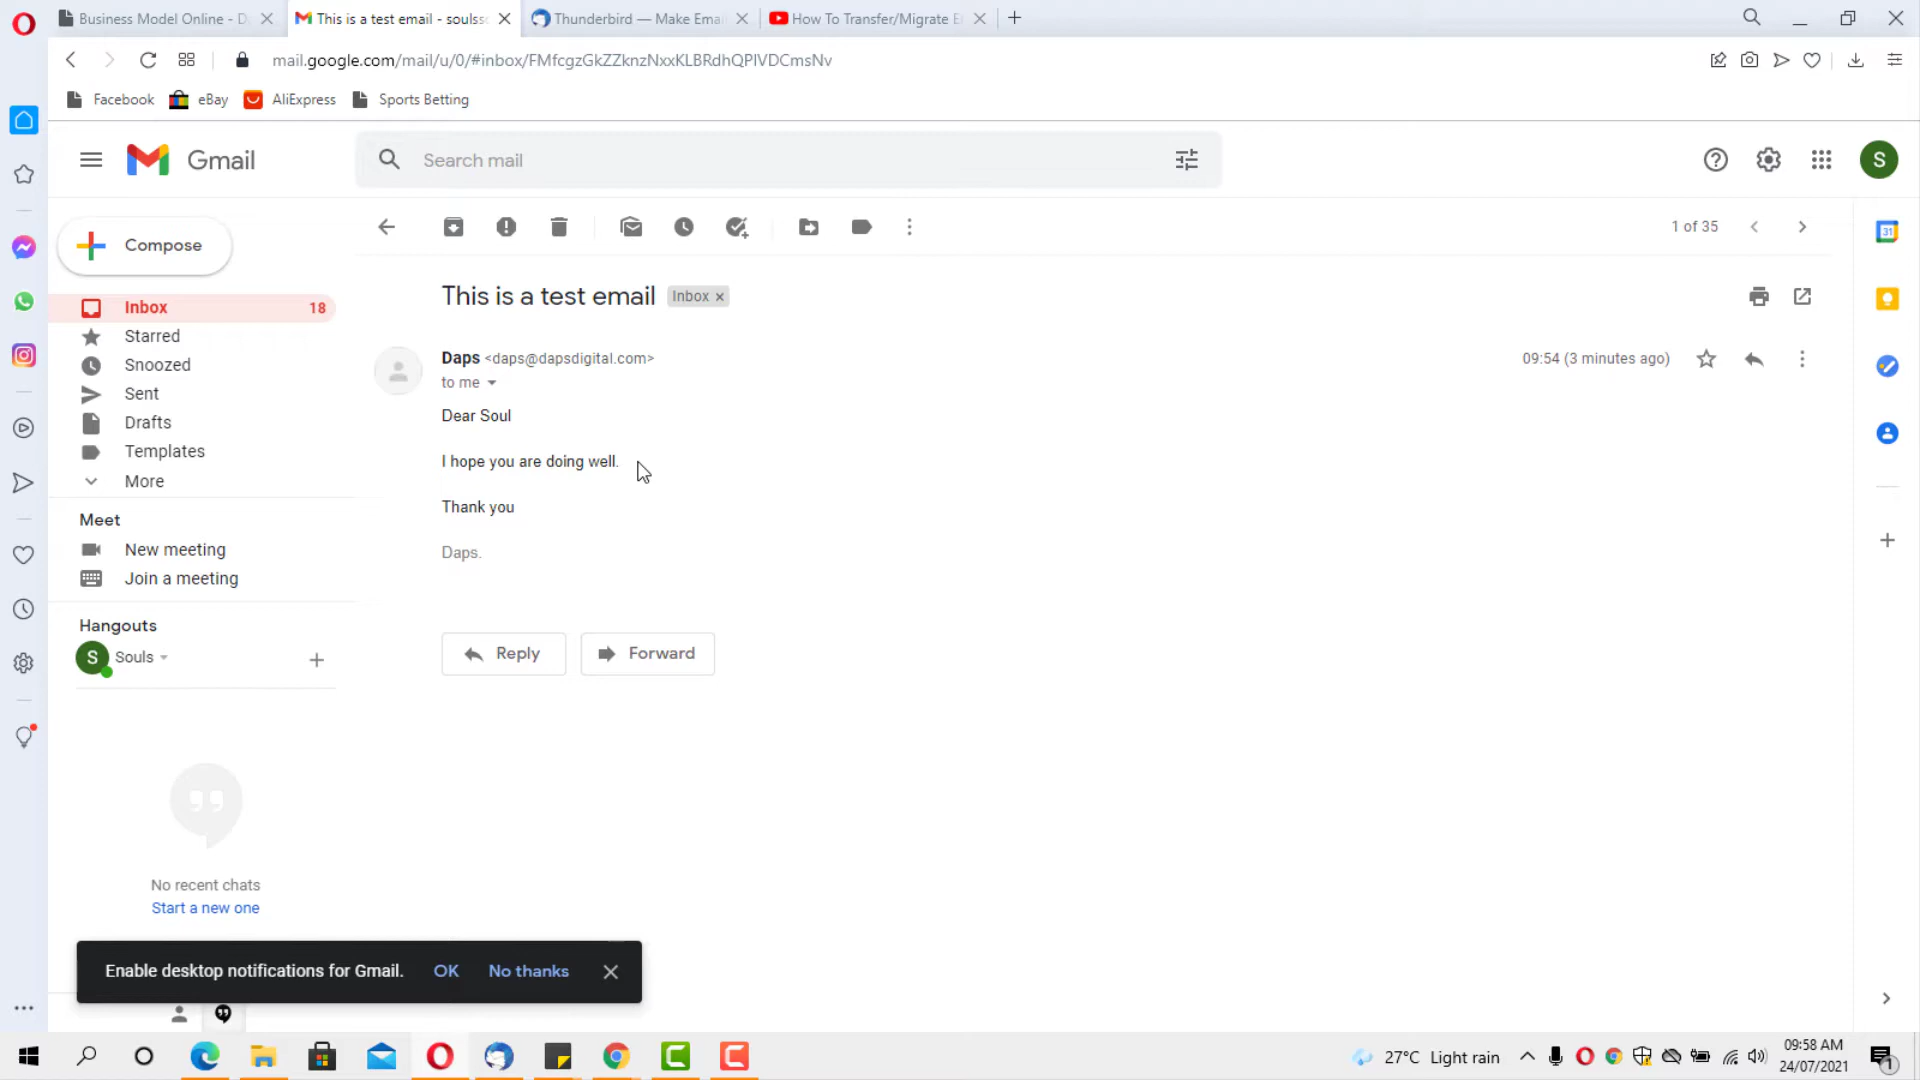 Business Model Online - D
This is a test email - soulss
Thunderbird — Make Emai
How To Transfer/Migrate E
mail.google.com/mail/u/0/#inbox/FMfcgzGkZZknzNxxKLBRdhQPlVDCmsNv
Facebook
eBay
AliExpress
Sports Betting
Gmail
Search mail
S
Compose
1 of 35
31
Inbox 18
This is a test email
Inbox ×
Starred
Snoozed
Daps <daps@dapsdigital.com>
09:54 (3 minutes ago)
to me
Sent
Dear Soul
Drafts
Templates
I hope you are doing well.
More
Thank you
Meet
New meeting
Daps.
Join a meeting
Hangouts
S Souls
Reply
Forward
No recent chats
Start a new one
Enable desktop notifications for Gmail. OK No thanks
27°C Light rain
09:58 AM
24/07/2021
1